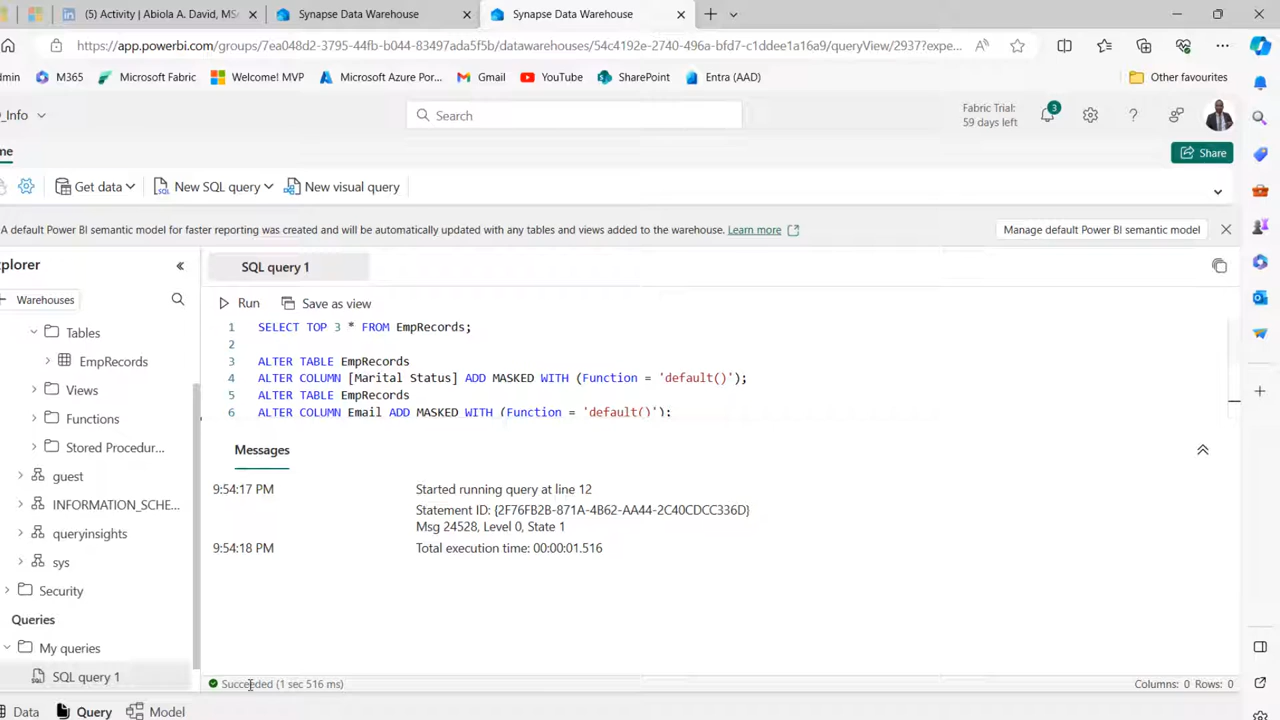 (5) Activity | Abiola A. David, MS
Synapse Data Warehouse
Synapse Data Warehouse
https://app.powerbi.com/groups/7ea048d2-3795-44fb-b044-83497ada5f5b/datawarehouses/54c4192e-2740-496a-bfd7-c1ddee1a16a9/queryView/2937?expe...
dmin
M365
Microsoft Fabric
Welcome! MVP
Microsoft Azure Por...
Gmail
YouTube
SharePoint
Entra (AAD)
Other favourites
_Info
Search
Fabric Trial:
59 days left
3
me
Share
Get data
New SQL query
New visual query
A default Power BI semantic model for faster reporting was created and will be automatically updated with any tables and views added to the warehouse. Learn more
Manage default Power BI semantic model
xplorer
SQL query 1
+ Warehouses
Run
Save as view
Tables
EmpRecords
Views
Functions
Stored Procedur...
guest
INFORMATION_SCHE...
queryinsights
sys
Security
Queries
My queries
SQL query 1
1 SELECT TOP 3 * FROM EmpRecords;
2
3 ALTER TABLE EmpRecords
4 ALTER COLUMN [Marital Status] ADD MASKED WITH (Function = 'default()');
5 ALTER TABLE EmpRecords
6 ALTER COLUMN Email ADD MASKED WITH (Function = 'default()');
Messages
9:54:17 PM Started running query at line 12
Statement ID: {2F76FB2B-871A-4B62-AA44-2C40CDCC336D}
Msg 24528, Level 0, State 1
9:54:18 PM Total execution time: 00:00:01.516
Succeeded (1 sec 516 ms)
Columns: 0 Rows: 0
Data
Query
Model